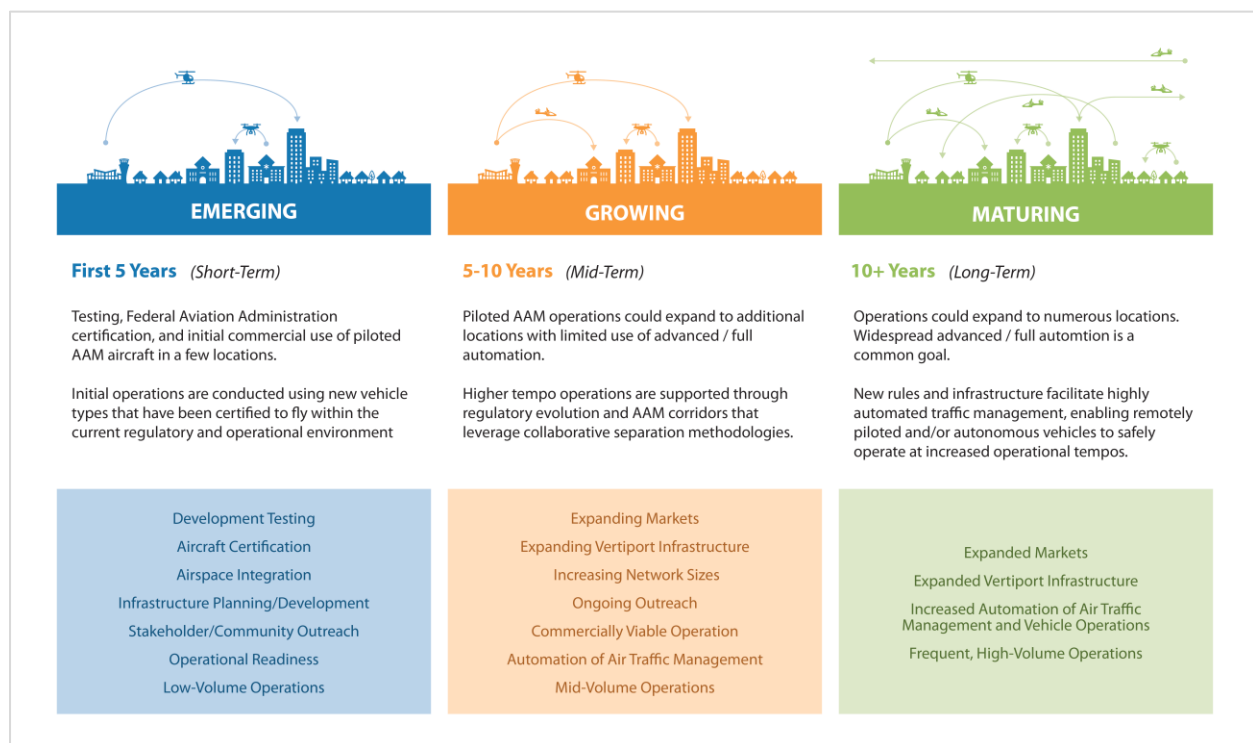 EMERGING
First 5 Years (Short-Term)
Testing, Federal Aviation Administration
certification, and initial commercial use of piloted
AAM aircraft in a few locations.
Initial operations are conducted using new vehicle
types that have been certified to fly within the
current regulatory and operational environment
Development Testing
Aircraft Certification
Airspace Integration
Infrastructure Planning/Development
Stakeholder/Community Outreach
Operational Readiness
Low-Volume Operations
GROWING
5-10 Years (Mid-Term)
Piloted AAM operations could expand to additional
locations with limited use of advanced / full
automation.
Higher tempo operations are supported through
regulatory evolution and AAM corridors that
leverage collaborative separation methodologies.
Expanding Markets
Expanding Vertiport Infrastructure
Increasing Network Sizes
Ongoing Outreach
Commercially Viable Operation
Automation of Air Traffic Management
Mid-Volume Operations
MATURING
10+ Years (Long-Term)
Operations could expand to numerous locations.
Widespread advanced / full automtion is a
common goal.
New rules and infrastructure facilitate highly
automated traffic management, enabling remotely
piloted and/or autonomous vehicles to safely
operate at increased operational tempos.
Expanded Markets
Expanded Vertiport Infrastructure
Increased Automation of Air Traffic
Management and Vehicle Operations
Frequent, High-Volume Operations